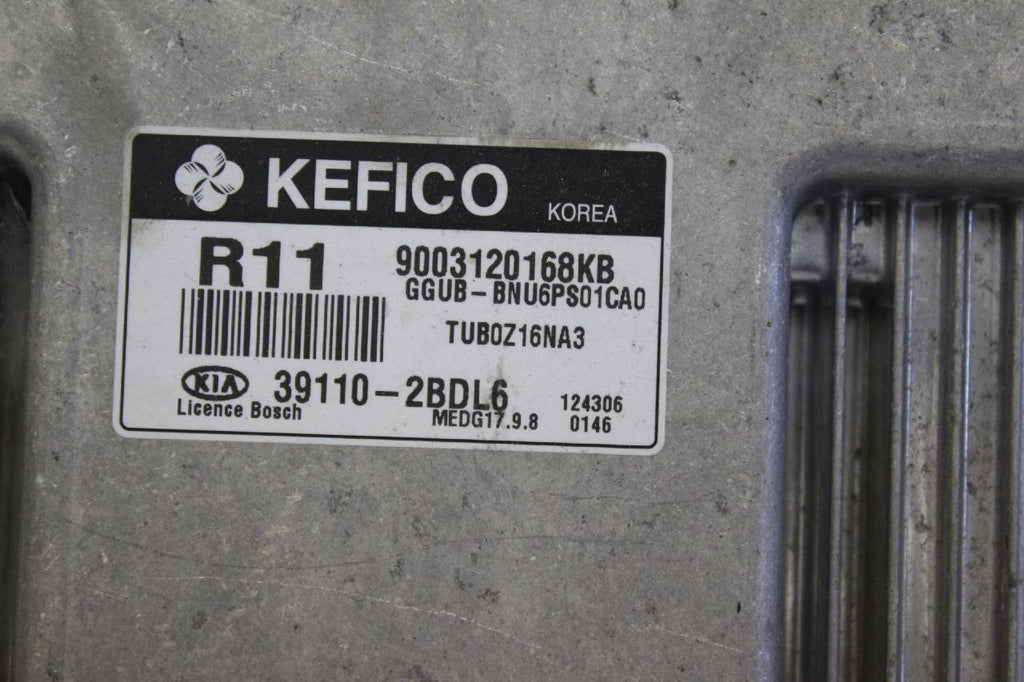 KEFICO KOREA
R11 9003120168KB
GGUB-BNU6PS01CA0
TUB0Z16NA3
KIA 39110-2BDL6 124306
Licence Bosch MEDG17.9.8 0146